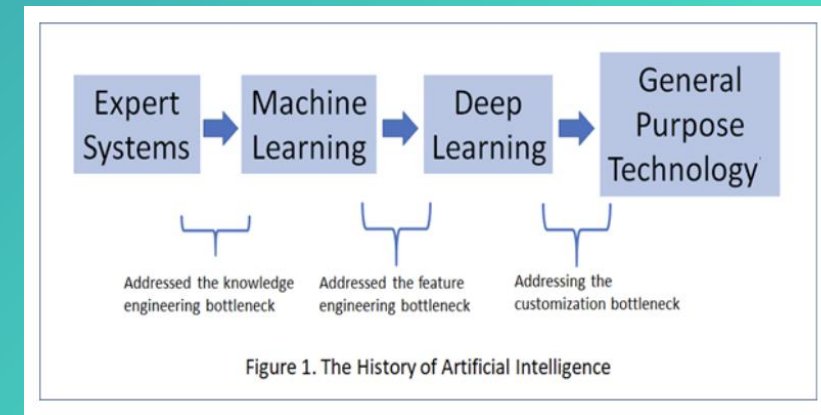 Expert
Systems
Machine
Learning
Deep
Learning
General
Purpose
Technology
Addressed the knowledge
engineering bottleneck
Addressed the feature
engineering bottleneck
Addressing the
customization bottleneck
Figure 1. The History of Artificial Intelligence